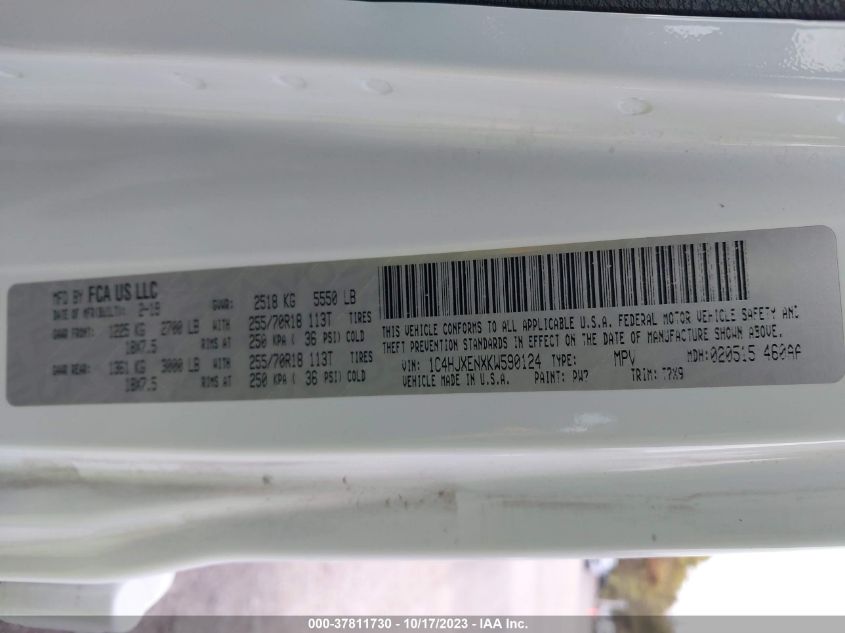 MFD BY FCA US LLC
DATE OF MFR(BUILT): 2-19 GVWR: 2518 KG 5550 LB
GAWR FRONT: 1225 KG 2700 LB WITH 255/70R18 113T TIRES
18X7.5 RIMS AT 250 KPA ( 36 PSI) COLD
GAWR REAR: 1361 KG 3000 LB WITH 255/70R18 113T TIRES
18X7.5 RIMS AT 250 KPA ( 36 PSI) COLD
THIS VEHICLE CONFORMS TO ALL APPLICABLE U.S.A. FEDERAL MOTOR VEHICLE SAFETY AND
THEFT PREVENTION STANDARDS IN EFFECT ON THE DATE OF MANUFACTURE SHOWN ABOVE.
VIN: 1C4HJXENXKW590124 TYPE: MPV MDH:020515 460AA
VEHICLE MADE IN U.S.A. PAINT: PW7 TRIM:
000-37811730 - 10/17/2023 - IAA Inc.